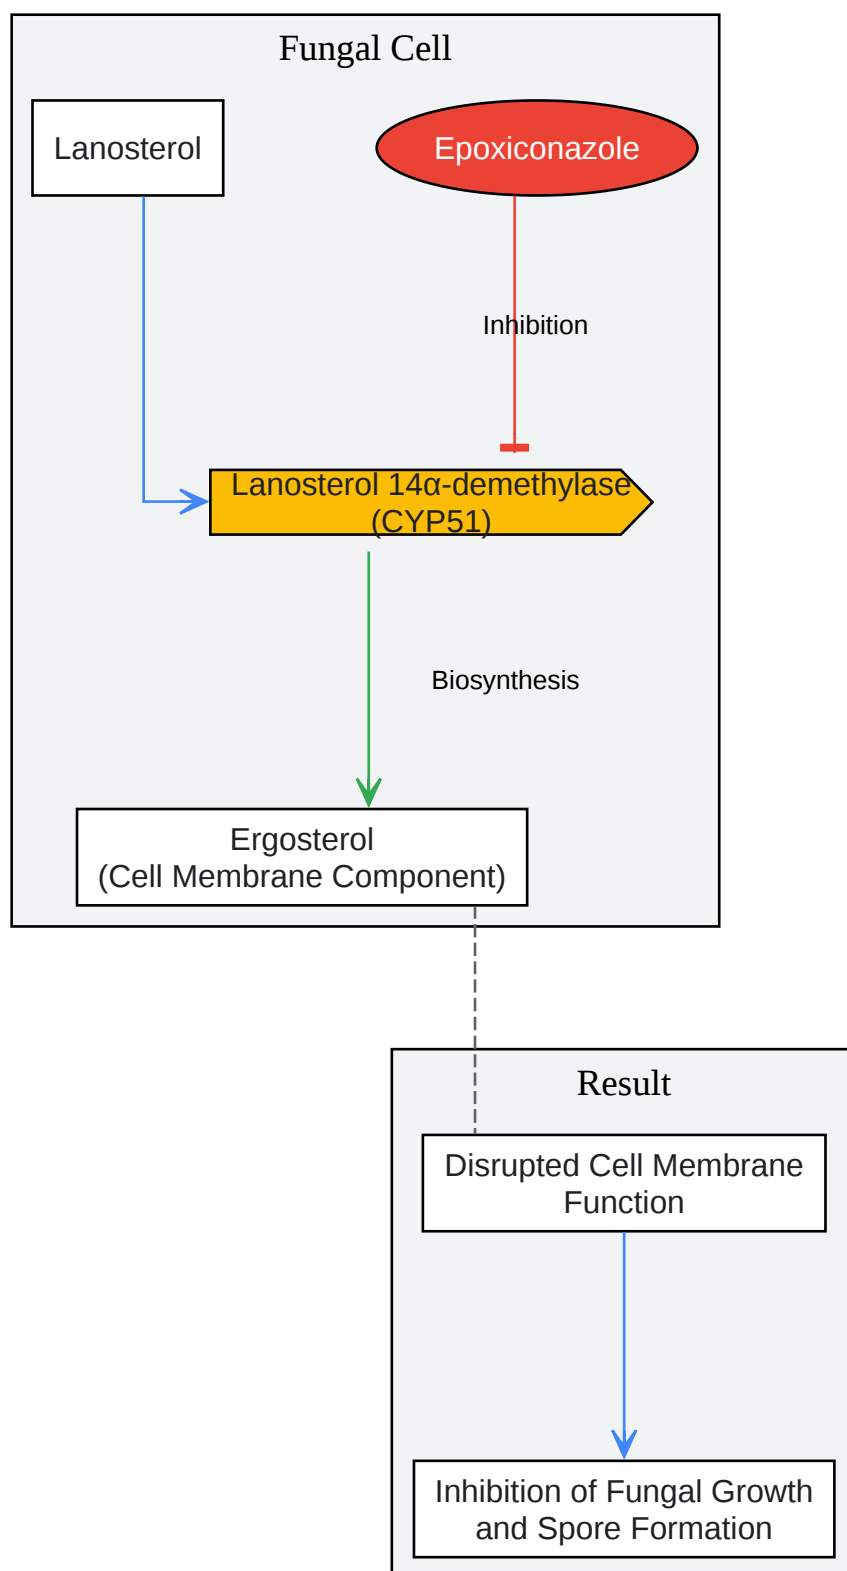 Fungal Cell
Lanosterol
Epoxiconazole
Inhibition
Lanosterol 14α-demethylase
(CYP51)
Biosynthesis
Ergosterol
(Cell Membrane Component)
Result
Disrupted Cell Membrane
Function
Inhibition of Fungal Growth
and Spore Formation